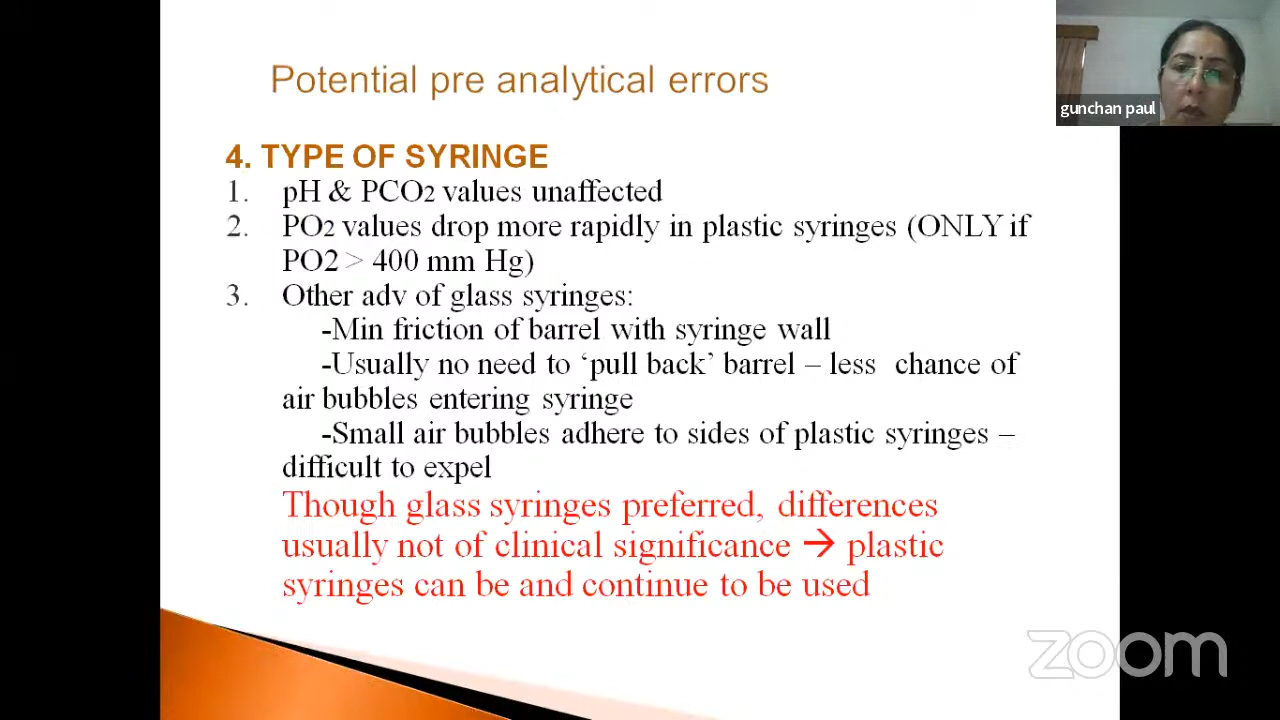 Potential pre analytical errors
gunchan paul
4. TYPE OF SYRINGE
1. pH & PCO2 values unaffected
2. PO2 values drop more rapidly in plastic syringes (ONLY if
PO2 > 400 mm Hg)
3. Other adv of glass syringes:
-Min friction of barrel with syringe wall
-Usually no need to ‘pull back’ barrel – less chance of
air bubbles entering syringe
-Small air bubbles adhere to sides of plastic syringes –
difficult to expel
Though glass syringes preferred, differences
usually not of clinical significance → plastic
syringes can be and continue to be used
zoom